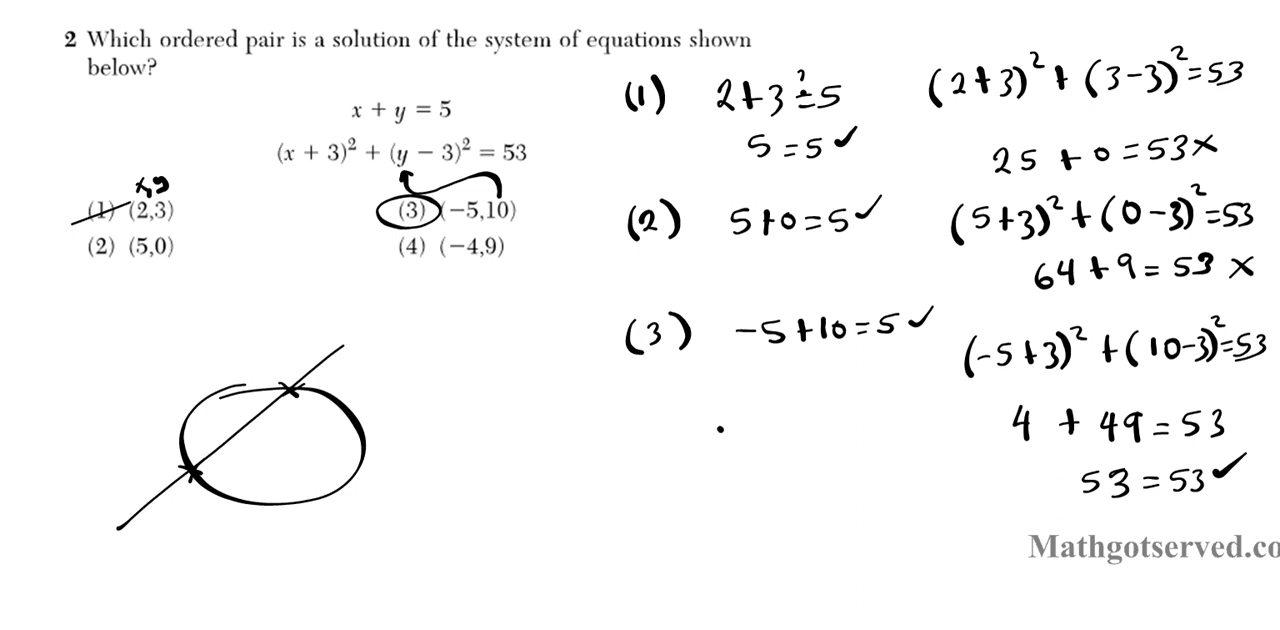 2 Which ordered pair is a solution of the system of equations shown
below?
x + y = 5
(x + 3)² + (y − 3)² = 53
x,y
(1) (2,3)
(3) (−5,10)
(2) (5,0)
(4) (−4,9)
(1) 2+3 ≟ 5 (2+3)² + (3−3)² = 53
5 = 5 ✓ 25 + 0 = 53 ×
(2) 5+0 = 5 ✓ (5+3)² + (0−3)² = 53
64 + 9 = 53 ×
(3) −5+10 = 5 ✓ (−5+3)² + (10−3)² = 53
4 + 49 = 53
53 = 53 ✓
Mathgotserved.co